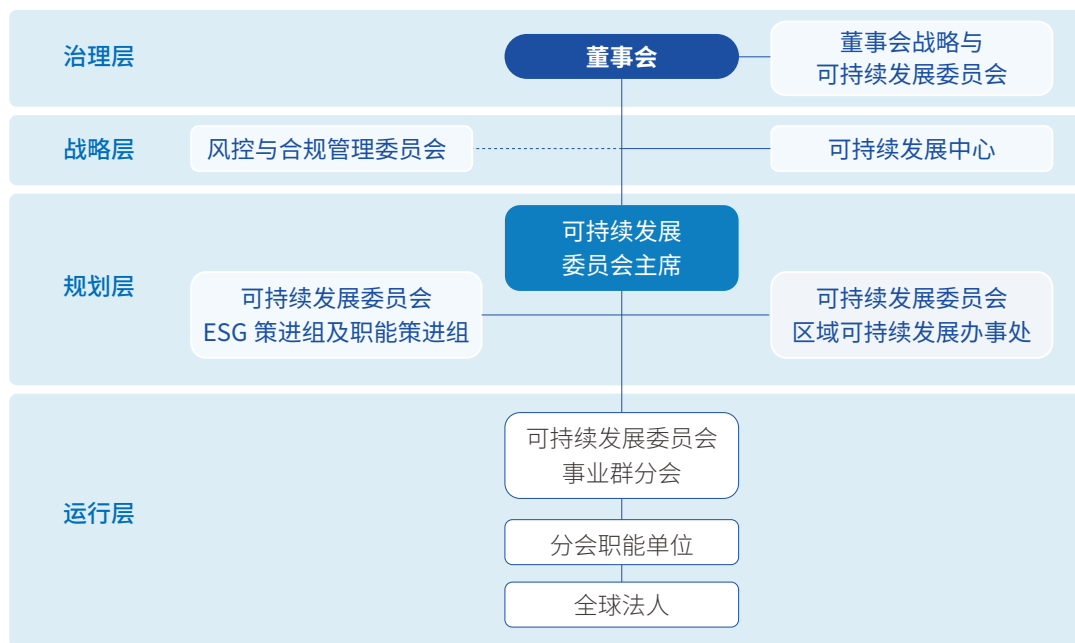 治理层
董事会
董事会战略与
可持续发展委员会
战略层
风控与合规管理委员会
可持续发展中心
规划层
可持续发展
委员会主席
可持续发展委员会
ESG 策进组及职能策进组
可持续发展委员会
区域可持续发展办事处
运行层
可持续发展委员会
事业群分会
分会职能单位
全球法人